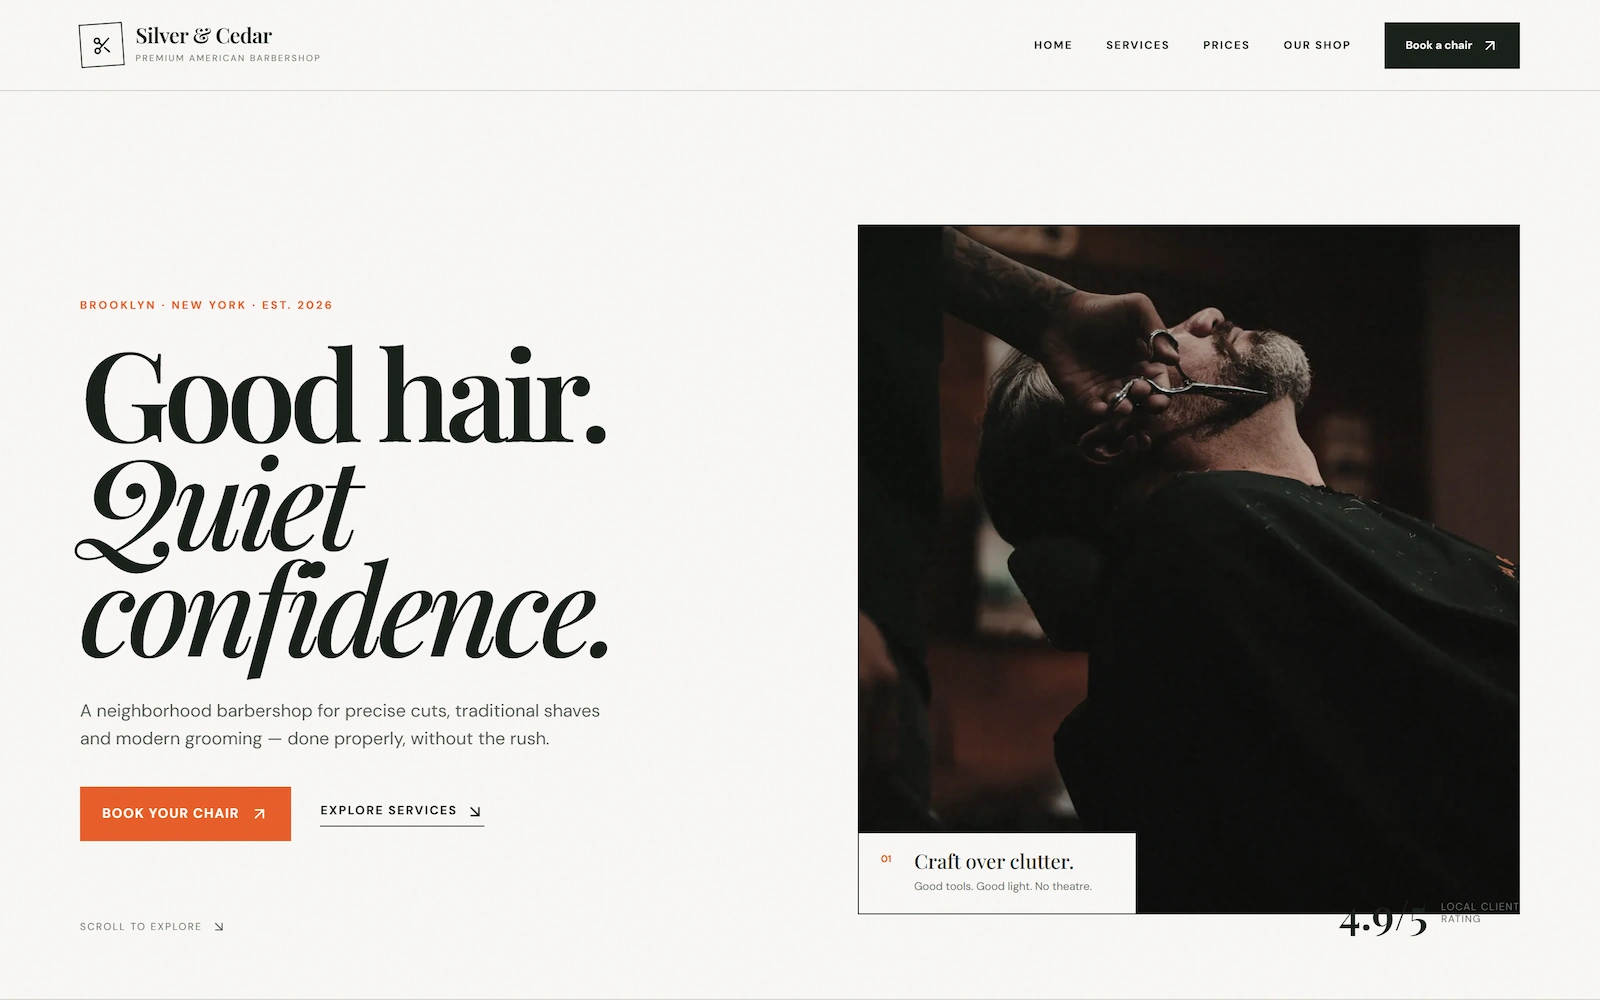 Silver & Cedar
PREMIUM AMERICAN BARBERSHOP
HOME
SERVICES
PRICES
OUR SHOP
Book a chair
BROOKLYN · NEW YORK · EST. 2026
Good hair.
Quiet
confidence.
A neighborhood barbershop for precise cuts, traditional shaves
and modern grooming — done properly, without the rush.
BOOK YOUR CHAIR
EXPLORE SERVICES
01
Craft over clutter.
Good tools. Good light. No theatre.
SCROLL TO EXPLORE
4.9/5
LOCAL CLIENT
RATING